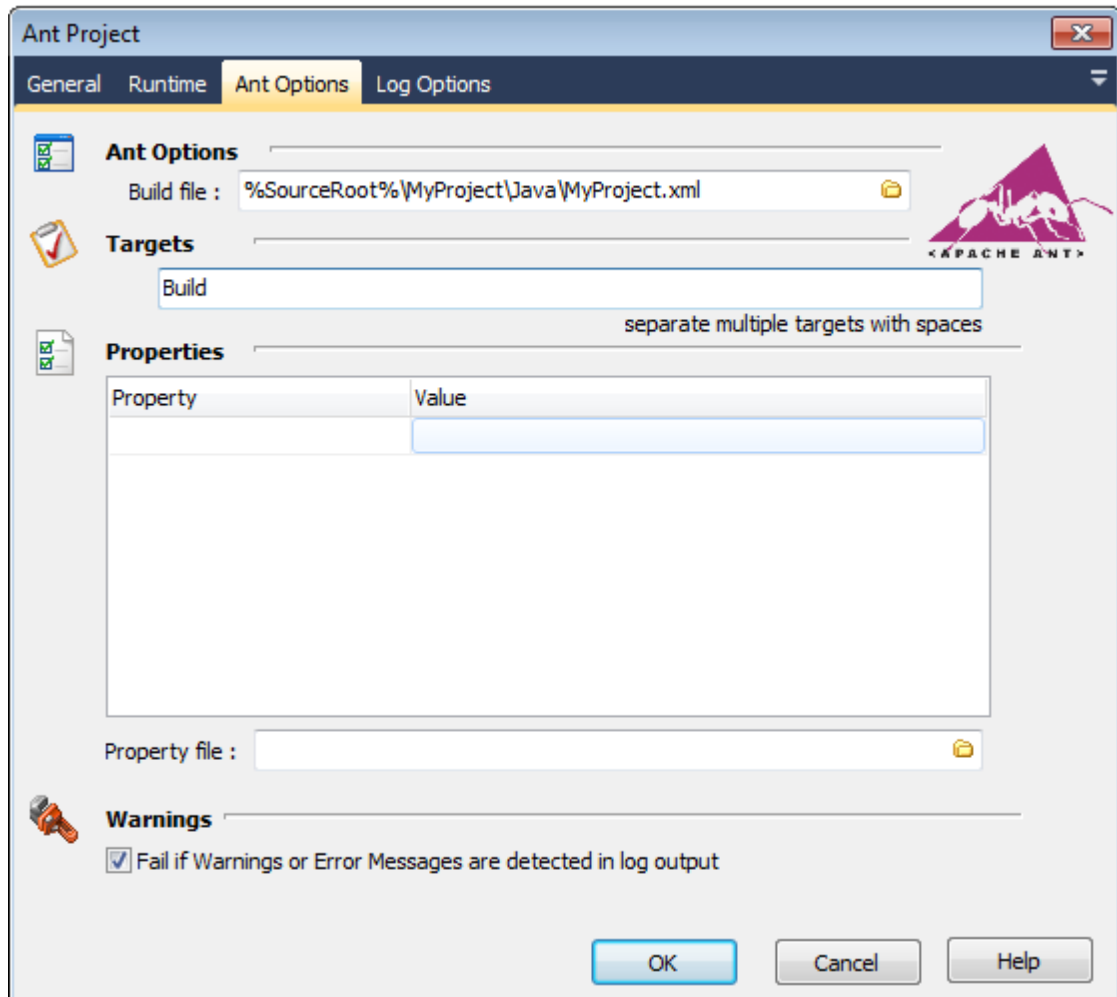 Ant Project
General Runtime Ant Options Log Options
Ant Options
Build file : %SourceRoot%\MyProject\Java\MyProject.xml
<APACHE ANT>
Targets
Build
separate multiple targets with spaces
Properties
Property Value
Property file :
Warnings
Fail if Warnings or Error Messages are detected in log output
OK Cancel Help